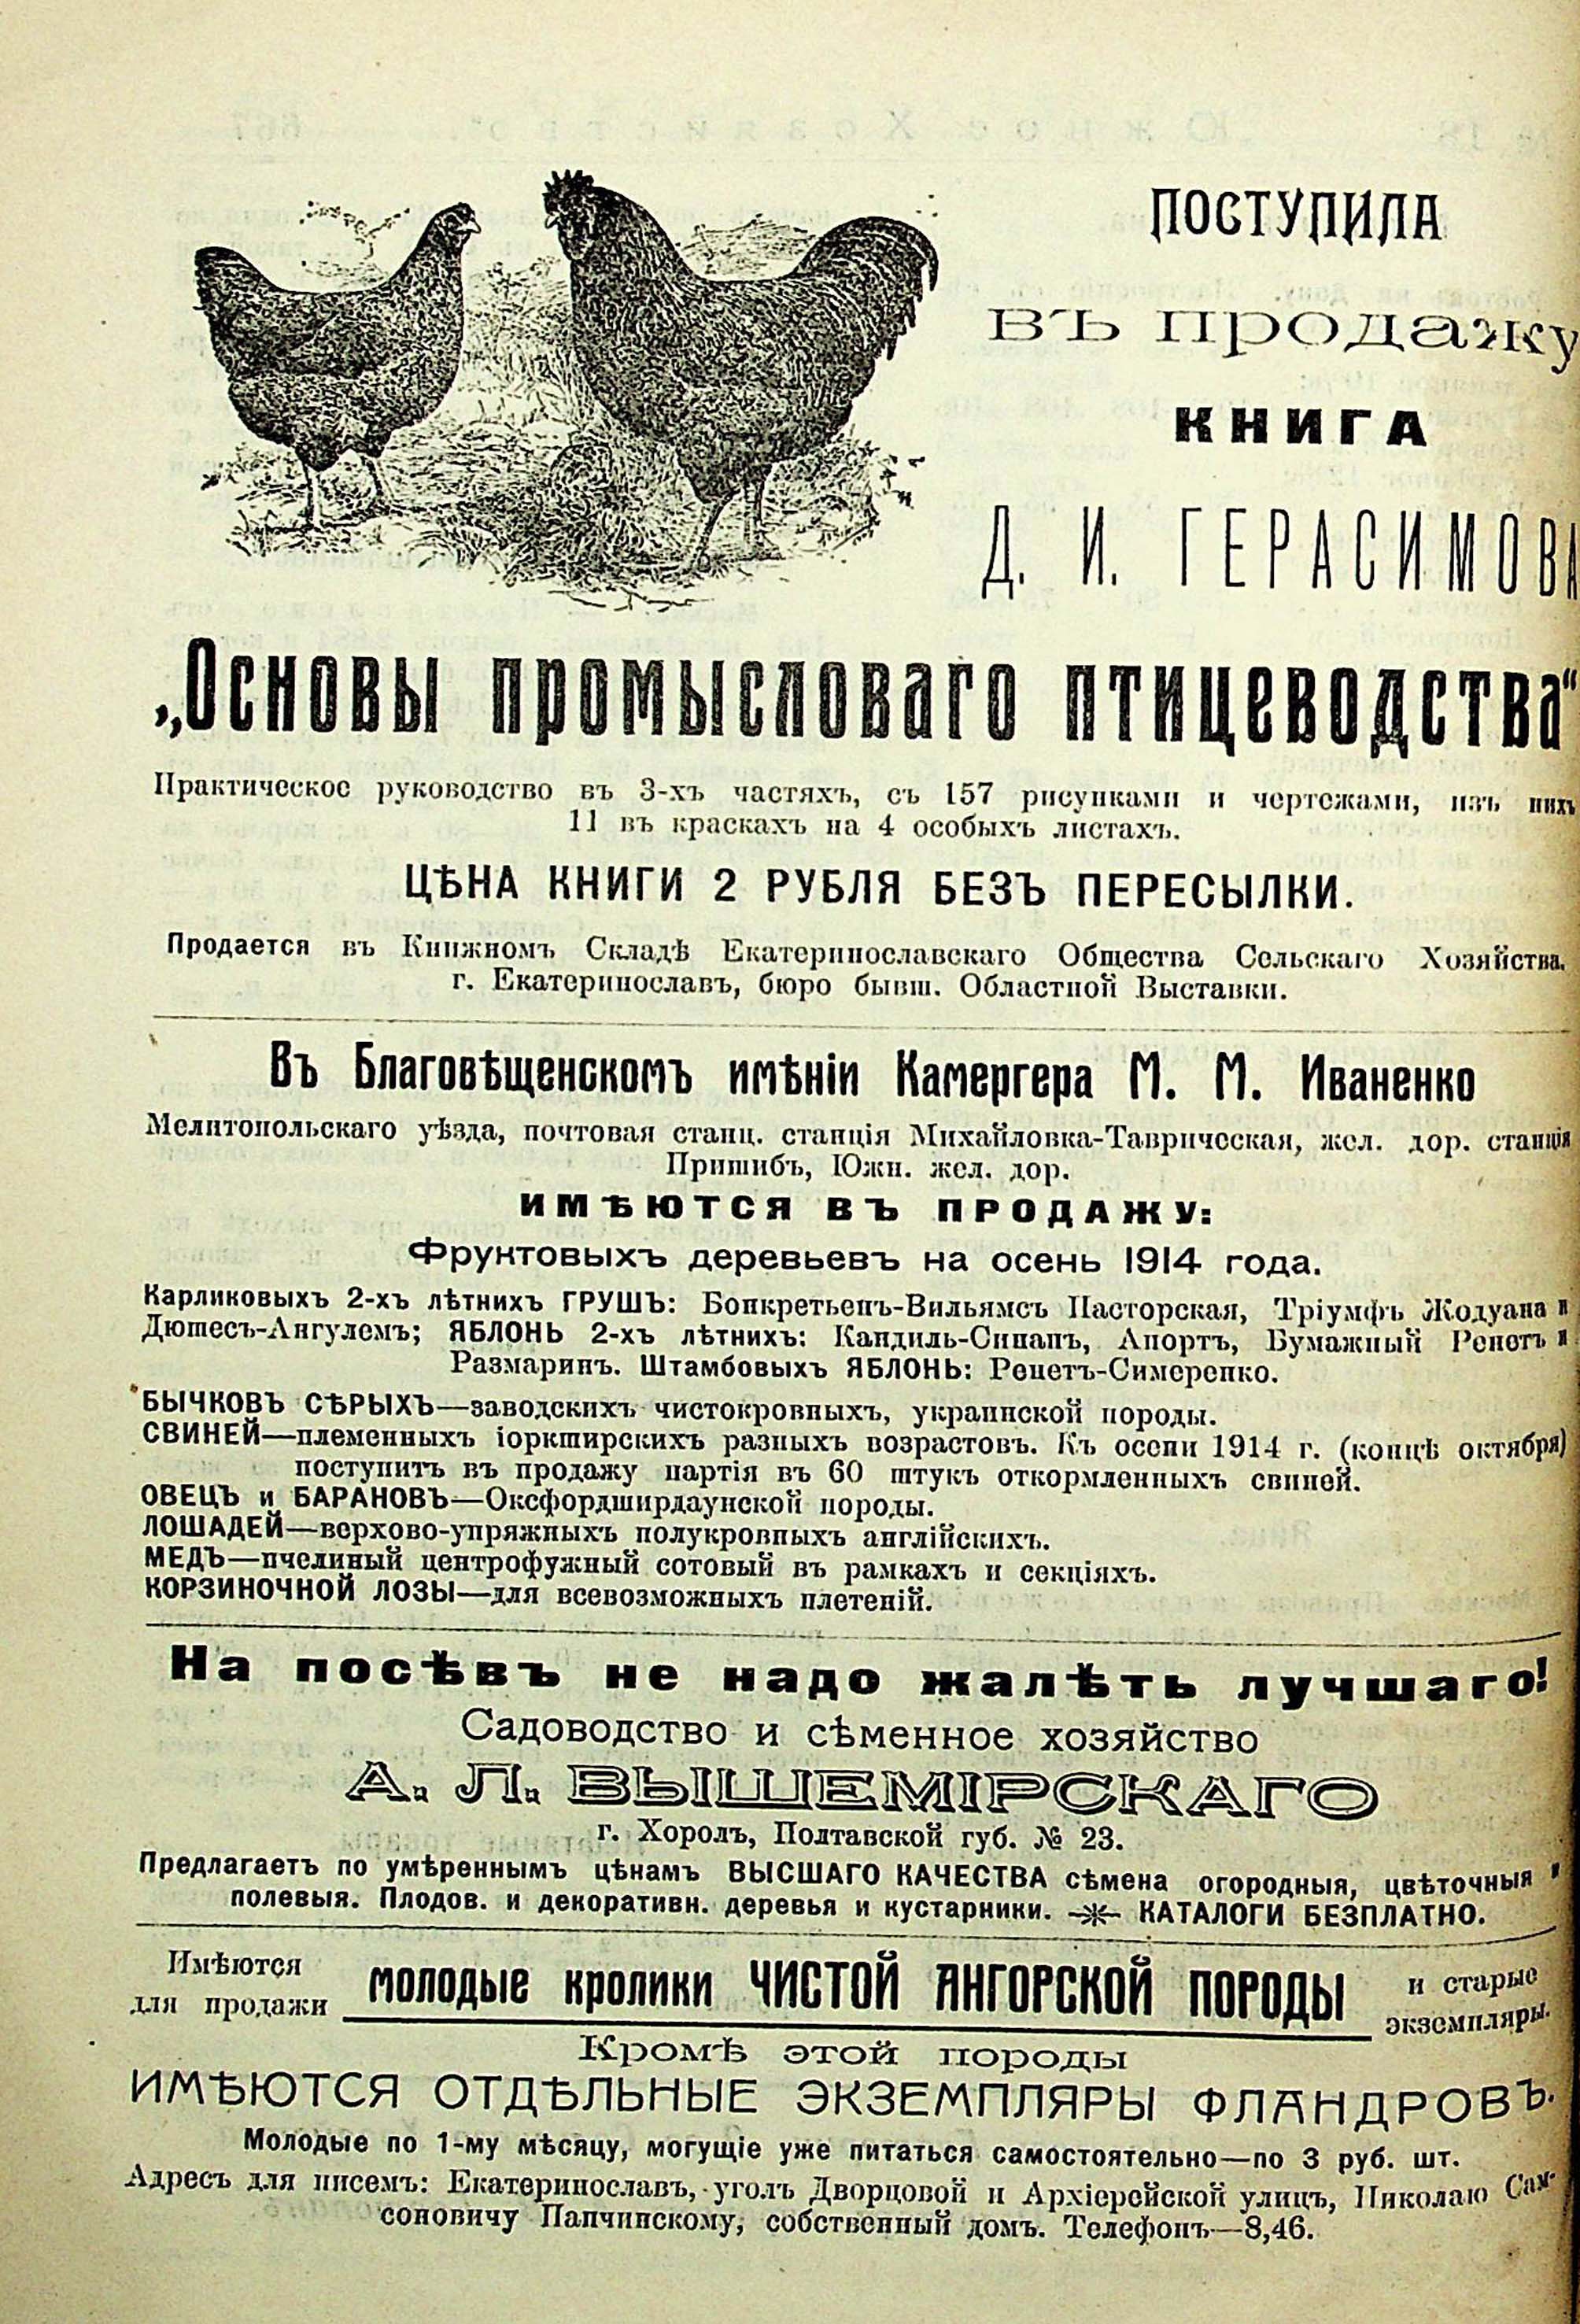 ПОСТУПИЛА
въ продажу
КНИГА
Д. И. ГЕРАСИМОВА
„Основы промысловаго птицеводства“
Практическое руководство въ 3-хъ частяхъ, съ 157 рисунками и чертежами, изъ нихъ
11 въ краскахъ на 4 особыхъ листахъ.
ЦѢНА КНИГИ 2 РУБЛЯ БЕЗЪ ПЕРЕСЫЛКИ.
Продается въ Книжномъ Складѣ Екатеринославскаго Общества Сельскаго Хозяйства.
г. Екатеринославъ, бюро бывш. Областной Выставки.
Въ Благовѣщенскомъ имѣніи Камергера М. М. Иваненко
Мелитопольскаго уѣзда, почтовая станц. станція Михайловка-Таврическая, жел. дор. станція
Пришибъ, Южн. жел. дор.
ИМѢЮТСЯ ВЪ ПРОДАЖУ:
Фруктовыхъ деревьевъ на осень 1914 года.
Карликовыхъ 2-хъ лѣтнихъ ГРУШЪ: Бонкретьенъ-Вильямсъ Пасторская, Тріумфъ Жодуана и
Дютесъ-Ангулемъ; ЯБЛОНЬ 2-хъ лѣтнихъ: Кандиль-Синапъ, Апортъ, Бумажный Ренетъ и
Размаринъ. Штамбовыхъ ЯБЛОНЬ: Ренетъ-Симеренко.
БЫЧКОВЪ СѢРЫХЪ—заводскихъ чистокровныхъ, украинской породы.
СВИНЕЙ—племенныхъ іоркширскихъ разныхъ возрастовъ. Къ осени 1914 г. (концѣ октября)
поступитъ въ продажу партія въ 60 штукъ откормленныхъ свиней.
ОВЕЦЪ и БАРАНОВЪ—Оксфордширдаунской породы.
ЛОШАДЕЙ—верхово-упряжныхъ полукровныхъ англійскихъ.
МЕДЪ—пчелиный центрофужный сотовый въ рамкахъ и секціяхъ.
КОРЗИНОЧНОЙ ЛОЗЫ—для всевозможныхъ плетеній.
На посѣвъ не надо жалѣть лучшаго!
Садоводство и сѣменное хозяйство
А. Л. ВЫШЕМІРСКАГО
г. Хоролъ, Полтавской губ. № 23.
Предлагаетъ по умѣреннымъ цѣнамъ ВЫСШАГО КАЧЕСТВА сѣмена огородныя, цвѣточныя и
полевыя. Плодов. и декоративн. деревья и кустарники. КАТАЛОГИ БЕЗПЛАТНО.
Имѣются
для продажи
молодые кролики ЧИСТОЙ АНГОРСКОЙ ПОРОДЫ
и старые
экземпляры.
Кромѣ этой породы
ИМѢЮТСЯ ОТДѢЛЬНЫЕ ЭКЗЕМПЛЯРЫ ФЛАНДРОВЪ.
Молодые по 1-му мѣсяцу, могущіе уже питаться самостоятельно—по 3 руб. шт.
Адресъ для писемъ: Екатеринославъ, уголъ Дворцовой и Архіерейской улицъ, Николаю Сам-
соновичу Папчинскому, собственный домъ. Телефонъ—8,46.